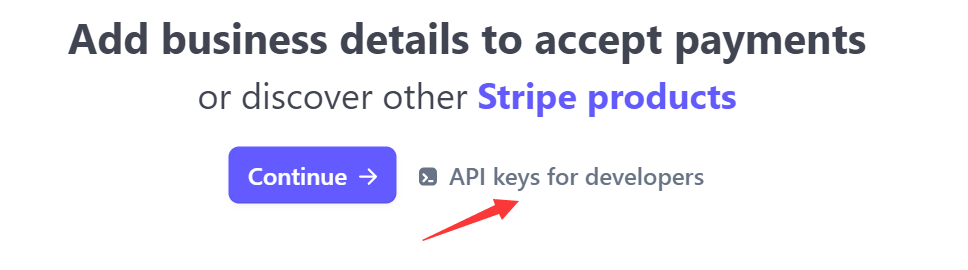 Add business details to accept payments
or discover other Stripe products
Continue → API keys for developers